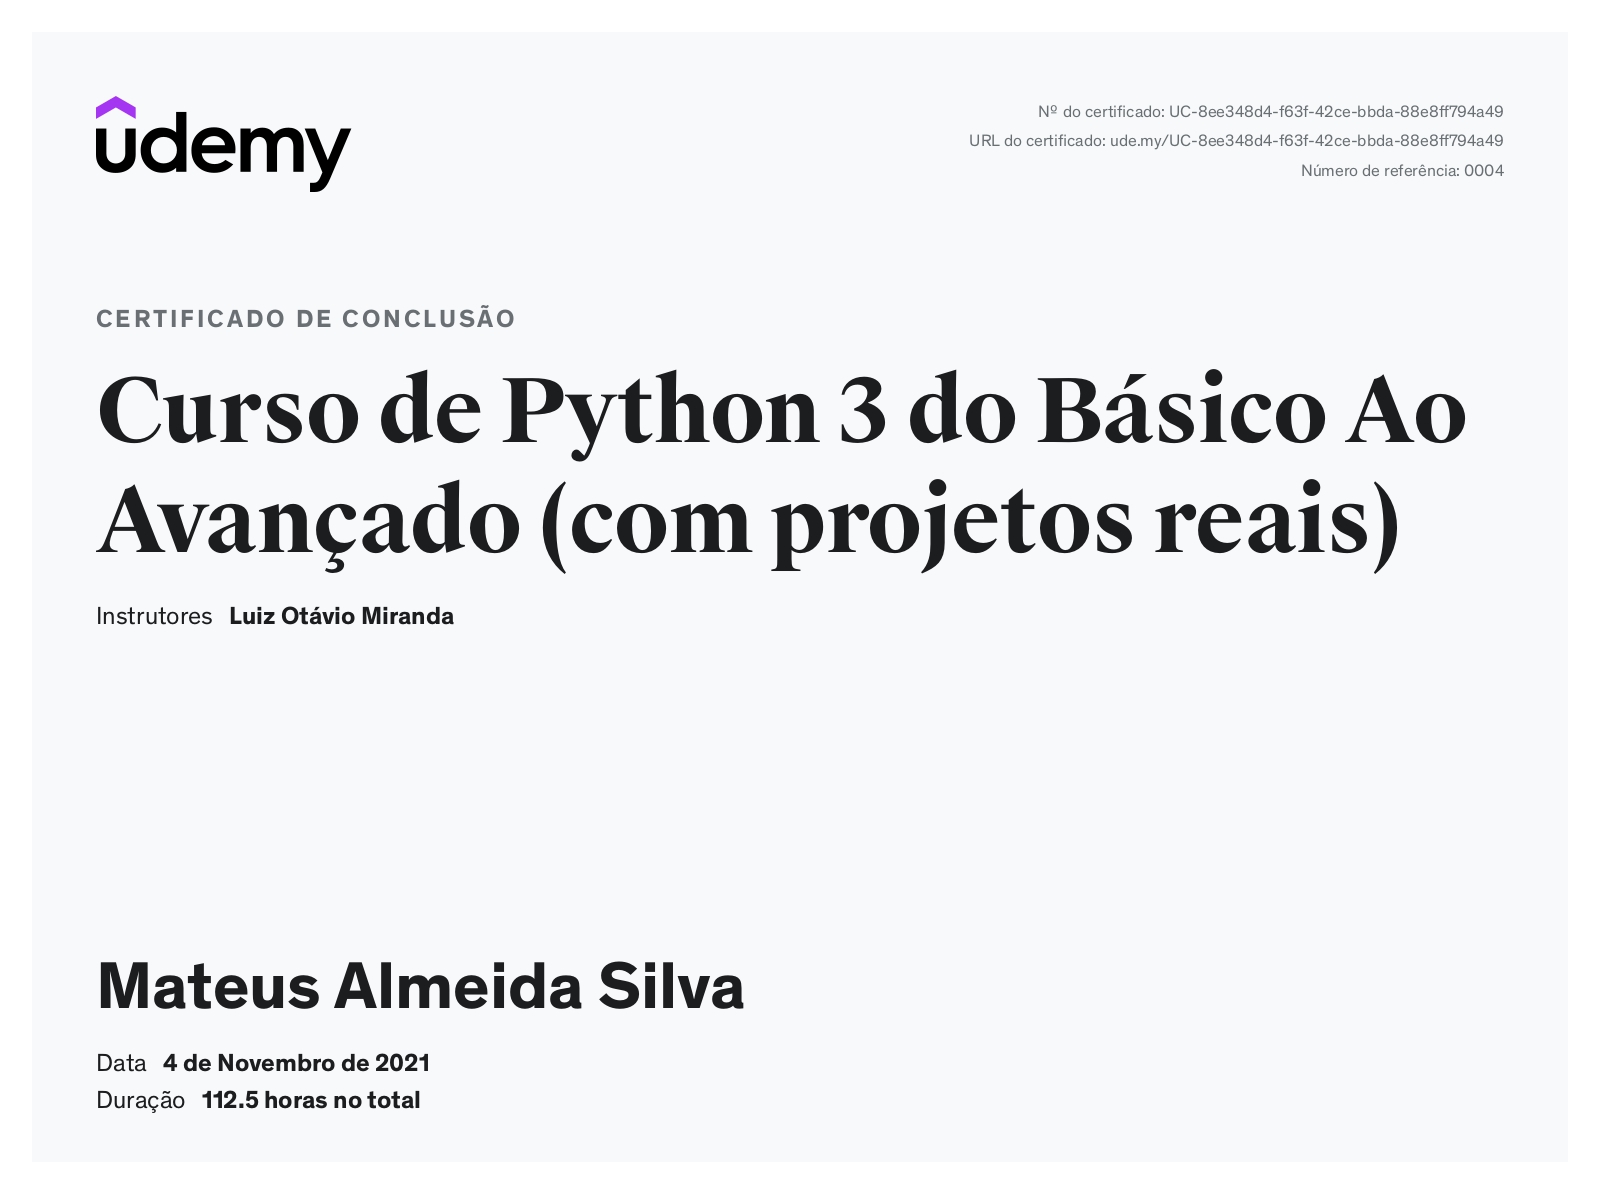 udemy
Nº do certificado: UC-8ee348d4-f63f-42ce-bbda-88e8ff794a49
URL do certificado: ude.my/UC-8ee348d4-f63f-42ce-bbda-88e8ff794a49
Número de referência: 0004
CERTIFICADO DE CONCLUSÃO
Curso de Python 3 do Básico Ao
Avançado (com projetos reais)
Instrutores Luiz Otávio Miranda
Mateus Almeida Silva
Data 4 de Novembro de 2021
Duração 112.5 horas no total